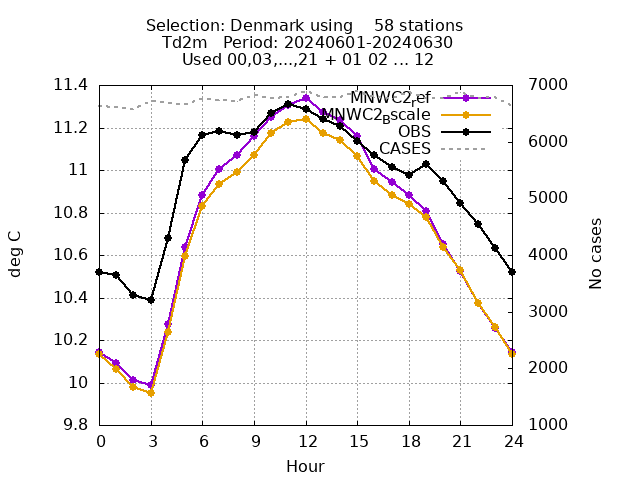 Selection: Denmark using 58 stations
Td2m Period: 20240601-20240630
Used 00,03,...,21 + 01 02 ... 12
MNWC2ref
MNWC2Bscale
OBS
CASES
11.4
11.2
11
10.8
10.6
10.4
10.2
10
9.8
deg C
7000
6000
5000
4000
3000
2000
1000
No cases
0 3 6 9 12 15 18 21 24
Hour